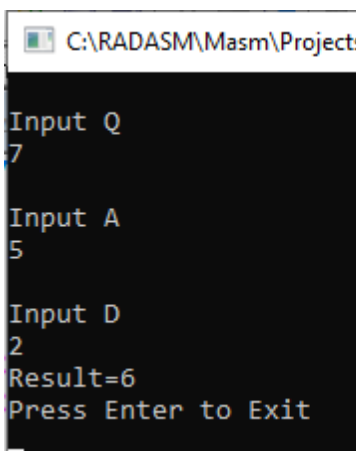 C:\RADASM\Masm\Projects
Input Q
7
Input A
5
Input D
2
Result=6
Press Enter to Exit